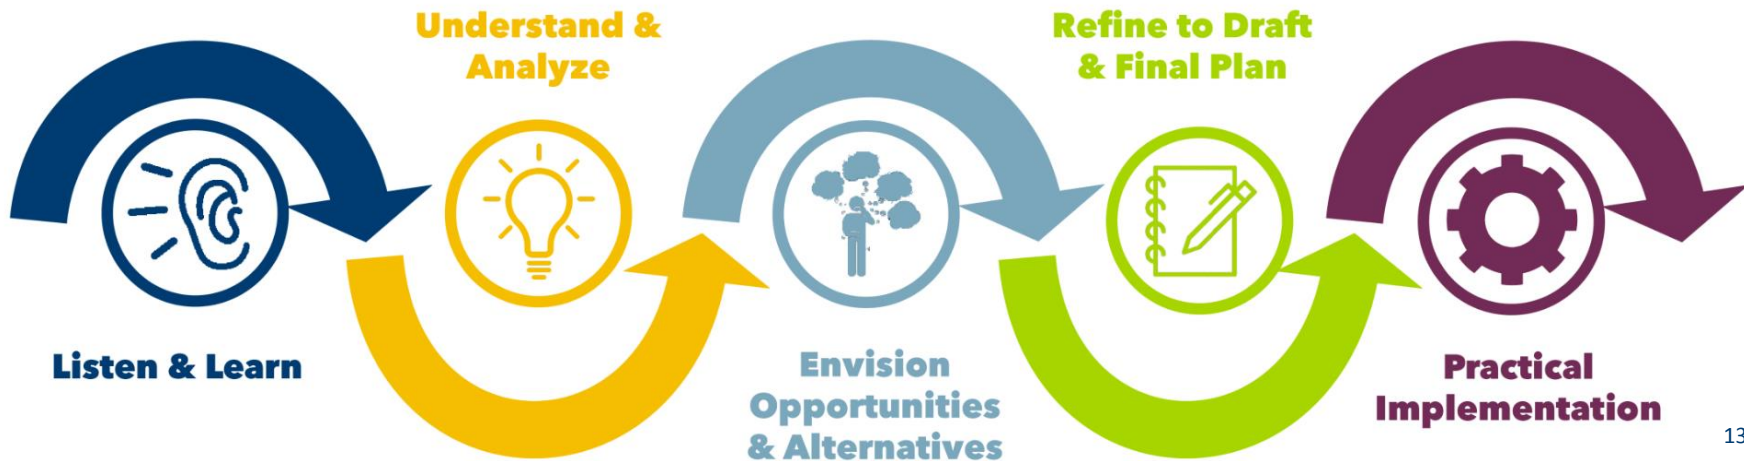 Listen & Learn
Understand &
Analyze
Envision
Opportunities
& Alternatives
Refine to Draft
& Final Plan
Practical
Implementation
13